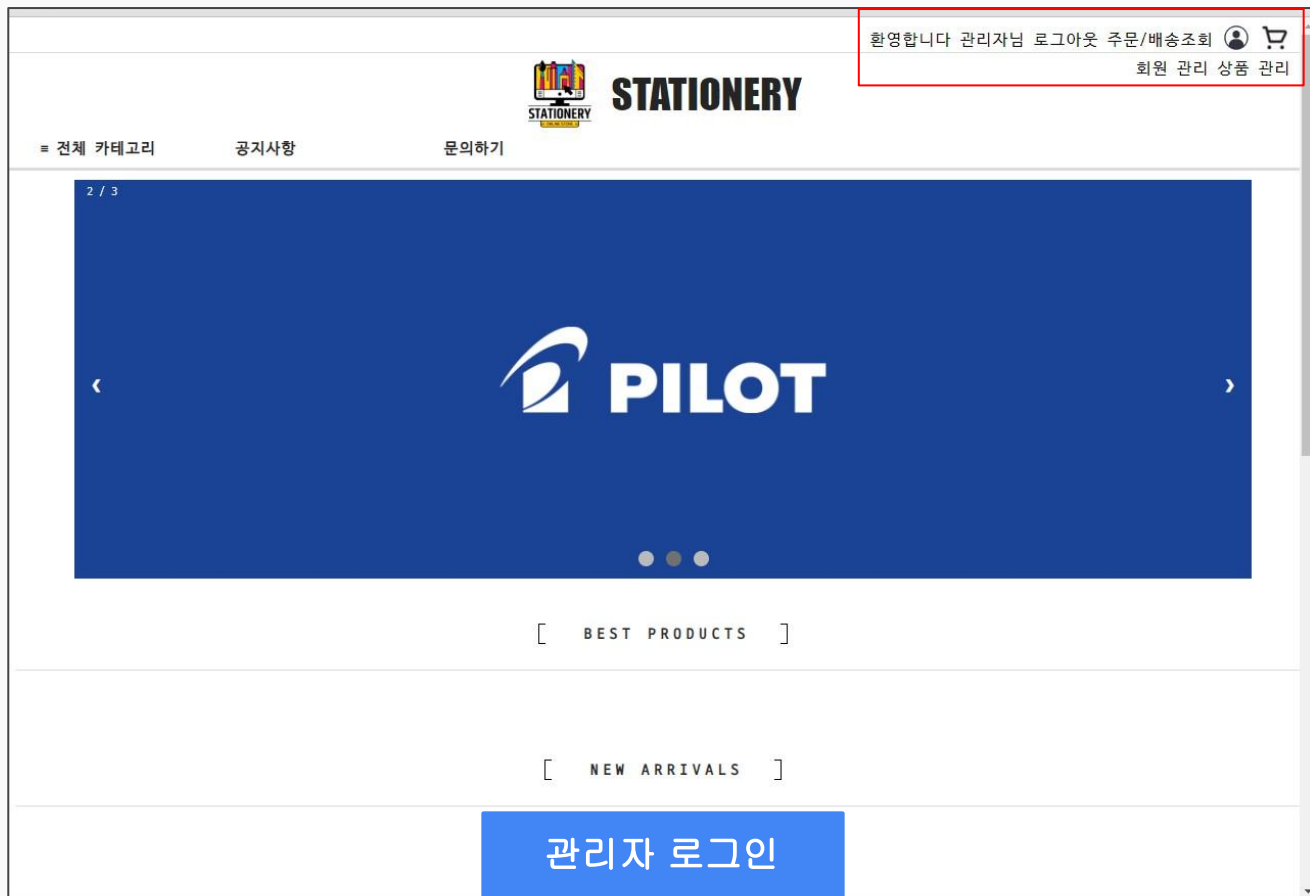 환영합니다 관리자님 로그아웃 주문/배송조회
회원 관리 상품 관리
STATIONERY
STATIONERY
≡ 전체 카테고리 공지사항 문의하기
2 / 3
‹ PILOT ›
[ BEST PRODUCTS ]
[ NEW ARRIVALS ]
관리자 로그인